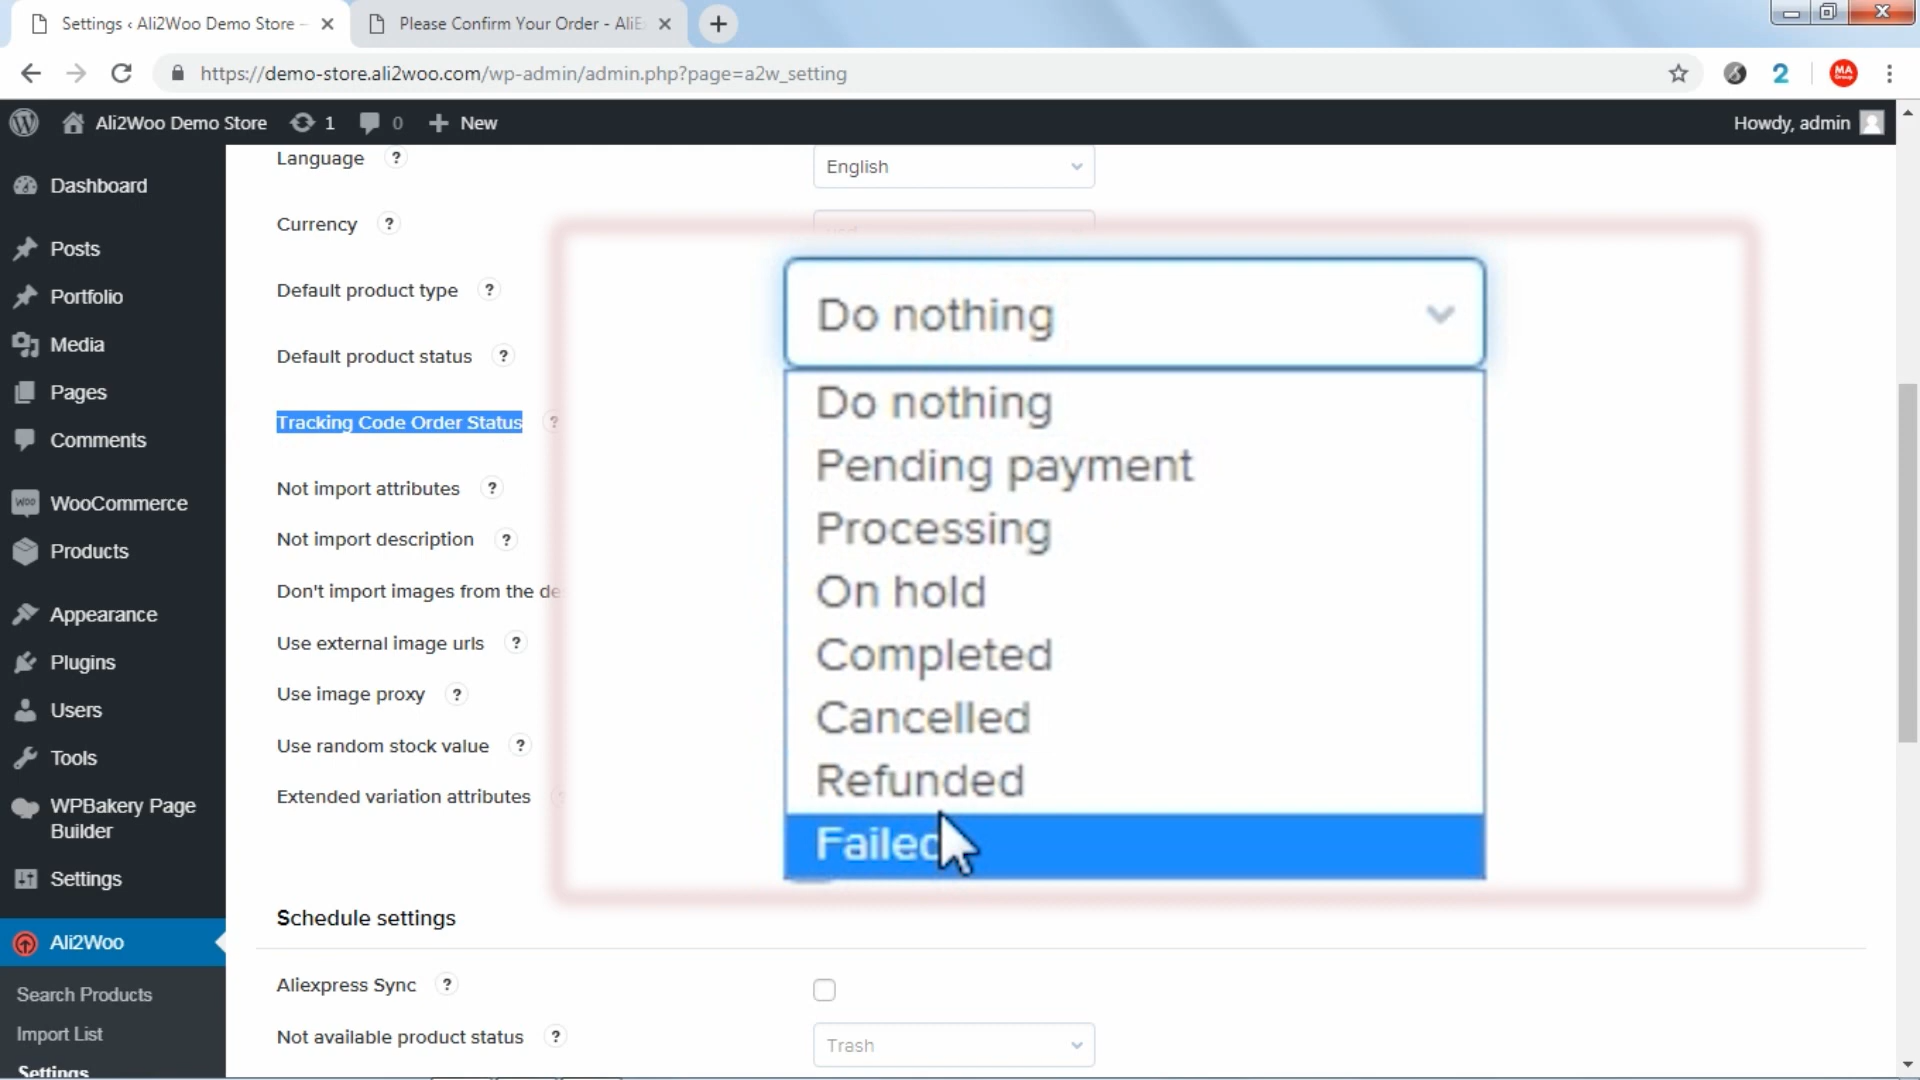 Settings ‹ Ali2Woo Demo Store –
Please Confirm Your Order - AliE
https://demo-store.ali2woo.com/wp-admin/admin.php?page=a2w_setting
2
MA
Group
Ali2Woo Demo Store
1
0
New
Howdy, admin
Dashboard
Posts
Portfolio
Media
Pages
Comments
Woo
WooCommerce
Products
Appearance
Plugins
Users
Tools
WPBakery Page
Builder
Settings
Ali2Woo
Search Products
Import List
Settings
Language ?
English
Currency ?
Default product type ?
Default product status ?
Tracking Code Order Status ?
Not import attributes ?
Not import description ?
Don't import images from the de
Use external image urls ?
Use image proxy ?
Use random stock value ?
Extended variation attributes ?
Do nothing
Do nothing
Pending payment
Processing
On hold
Completed
Cancelled
Refunded
Failed
Schedule settings
Aliexpress Sync ?
Not available product status ?
Trash